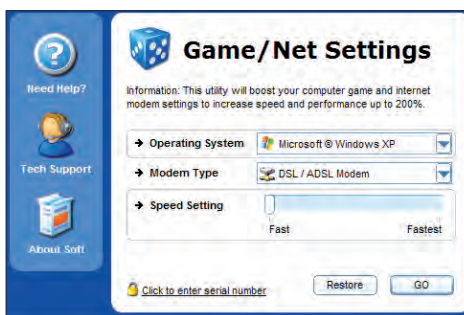 Game/Net Settings
Need Help?
Information: This utility will boost your computer game and internet
modem settings to increase speed and performance up to 200%.
Operating System
Microsoft ® Windows XP
Tech Support
Modem Type
DSL / ADSL Modem
Speed Setting
Fast
Fastest
About Soft
Click to enter serial number
Restore
GO